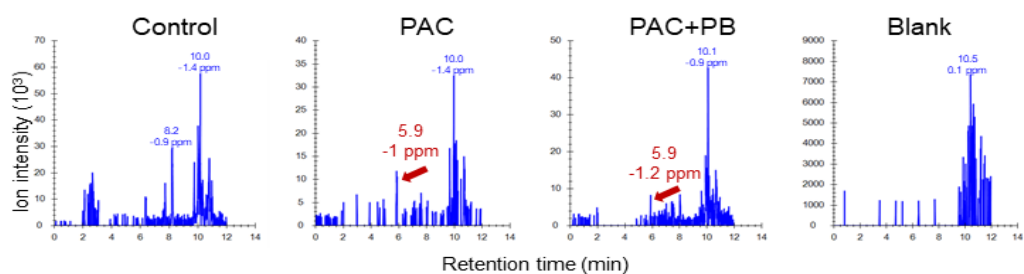 Control
PAC
PAC+PB
Blank
Ion intensity (10³)
70
60
50
40
30
20
10
0
10.0
-1.4 ppm
8.2
-0.9 ppm
0 2 4 6 8 10 12 14
40
35
30
25
20
15
10
5
0
10.0
-1.4 ppm
5.9
-1 ppm
0 2 4 6 8 10 12 14
50
40
30
20
10
0
10.1
-0.9 ppm
5.9
-1.2 ppm
0 2 4 6 8 10 12 14
9000
8000
7000
6000
5000
4000
3000
2000
1000
0
10.5
0.1 ppm
0 2 4 6 8 10 12 14
Retention time (min)